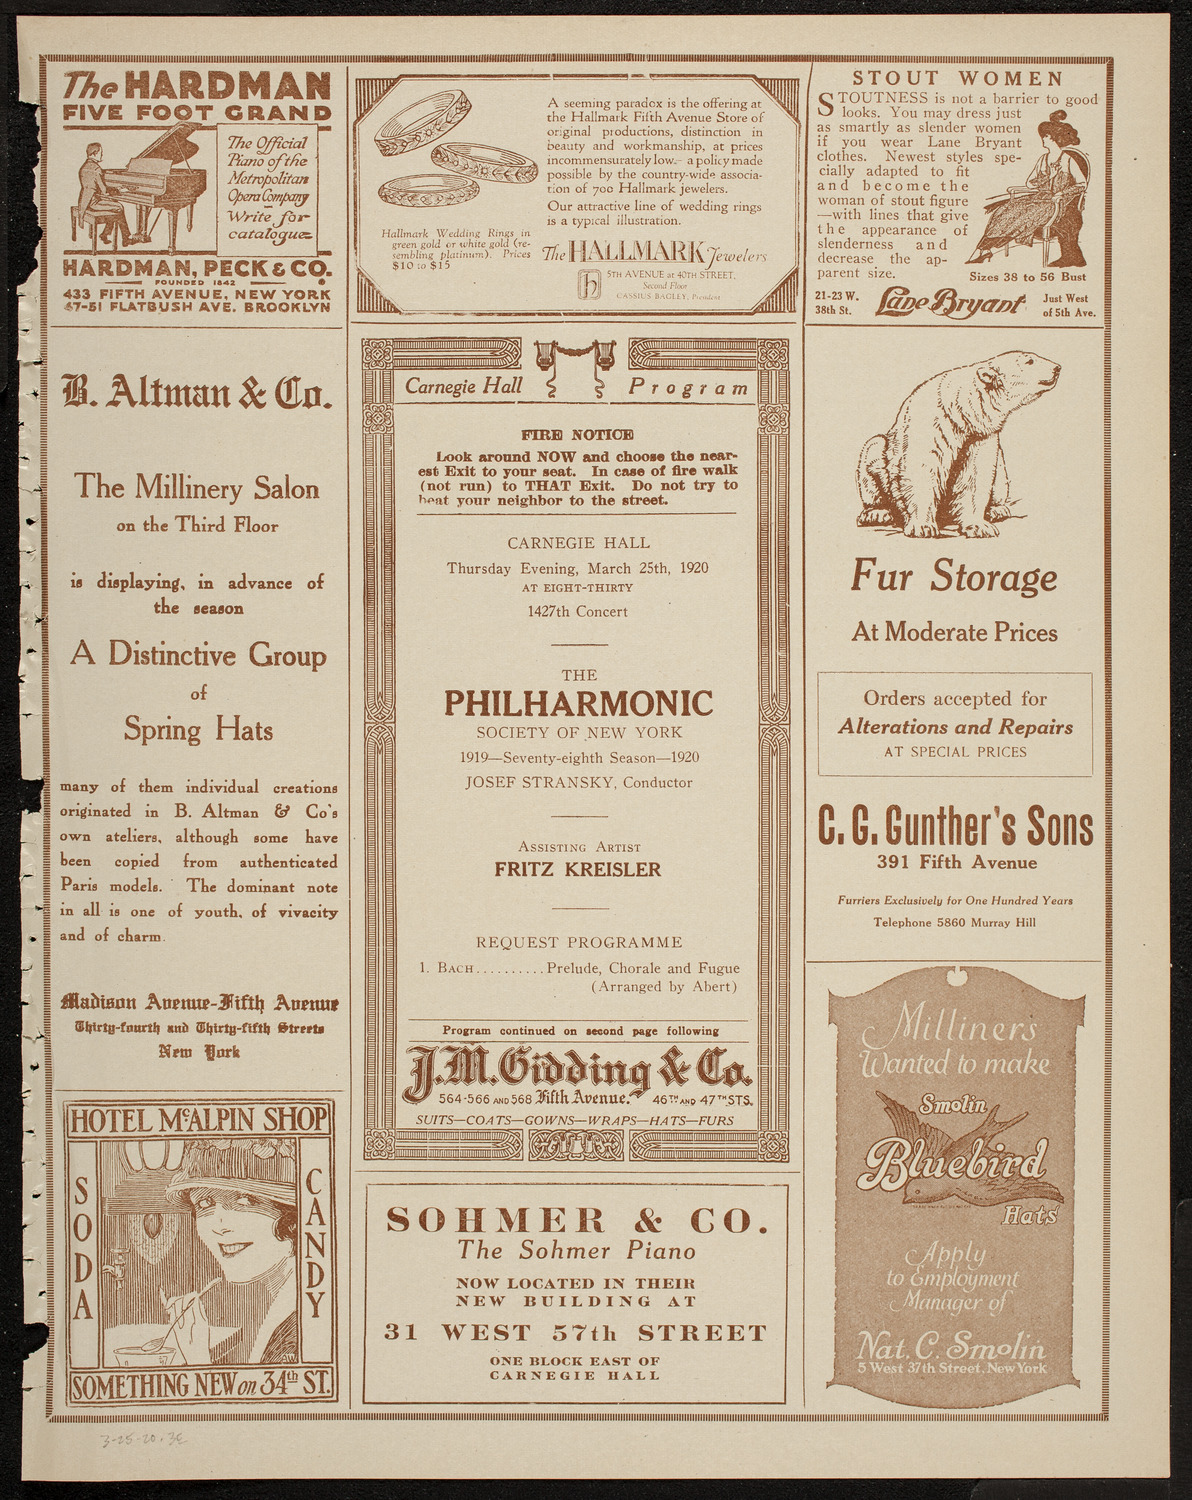 The HARDMAN
FIVE FOOT GRAND
The Official
Piano of the
Metropolitan
Opera Company
Write for
catalogue
HARDMAN, PECK & CO.
FOUNDED 1842
433 FIFTH AVENUE, NEW YORK
47-51 FLATBUSH AVE. BROOKLYN
B. Altman & Co.
The Millinery Salon
on the Third Floor
is displaying, in advance of
the season
A Distinctive Group
of
Spring Hats
many of them individual creations
originated in B. Altman & Co's
own ateliers, although some have
been copied from authenticated
Paris models. The dominant note
in all is one of youth, of vivacity
and of charm.
Madison Avenue-Fifth Avenue
Thirty-fourth and Thirty-fifth Streets
New York
HOTEL McALPIN SHOP
SODA
CANDY
SOMETHING NEW on 34th ST.
A seeming paradox is the offering at
the Hallmark Fifth Avenue Store of
original productions, distinction in
beauty and workmanship, at prices
incommensurately low.- a policy made
possible by the country-wide associa-
tion of 700 Hallmark jewelers.
Our attractive line of wedding rings
is a typical illustration.
Hallmark Wedding Rings in
green gold or white gold (re-
sembling platinum). Prices
$10 to $15
The HALLMARK Jewelers
h
5TH AVENUE at 40TH STREET,
Second Floor
CASSIUS BAGLEY, President
Carnegie Hall Program
FIRE NOTICE
Look around NOW and choose the near-
est Exit to your seat. In case of fire walk
(not run) to THAT Exit. Do not try to
beat your neighbor to the street.
CARNEGIE HALL
Thursday Evening, March 25th, 1920
AT EIGHT-THIRTY
1427th Concert
THE
PHILHARMONIC
SOCIETY OF NEW YORK
1919—Seventy-eighth Season—1920
JOSEF STRANSKY, Conductor
ASSISTING ARTIST
FRITZ KREISLER
REQUEST PROGRAMME
1. BACH..........Prelude, Chorale and Fugue
(Arranged by Abert)
Program continued on second page following
J.M. Gidding & Co.
564-566 AND 568 Fifth Avenue. 46TH AND 47TH STS.
SUITS—COATS—GOWNS—WRAPS—HATS—FURS
SOHMER & CO.
The Sohmer Piano
NOW LOCATED IN THEIR
NEW BUILDING AT
31 WEST 57th STREET
ONE BLOCK EAST OF
CARNEGIE HALL
STOUT WOMEN
STOUTNESS is not a barrier to good
looks. You may dress just
as smartly as slender women
if you wear Lane Bryant
clothes. Newest styles spe-
cially adapted to fit
and become the
woman of stout figure
—with lines that give
the appearance of
slenderness and
decrease the ap-
parent size.
Sizes 38 to 56 Bust
21-23 W.
38th St.
Lane Bryant
Just West
of 5th Ave.
Fur Storage
At Moderate Prices
Orders accepted for
Alterations and Repairs
AT SPECIAL PRICES
C. G. Gunther's Sons
391 Fifth Avenue
Furriers Exclusively for One Hundred Years
Telephone 5860 Murray Hill
Milliners
Wanted to make
Smolin
Bluebird
Hats
Apply
to Employment
Manager of
Nat. C. Smolin
5 West 37th Street, New York